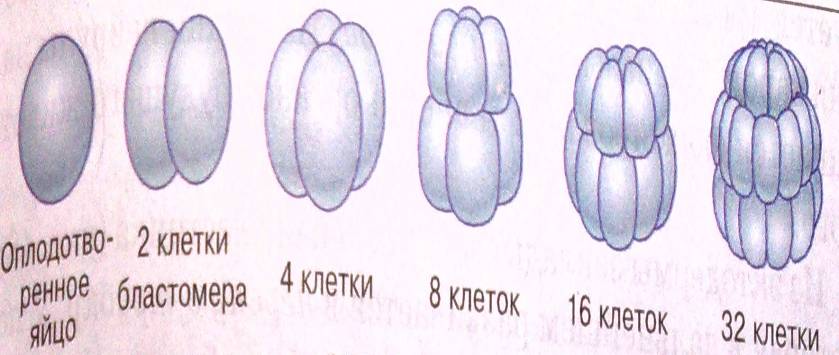 Оплодотво-
ренное
яйцо
2 клетки
бластомера
4 клетки
8 клеток
16 клеток
32 клетки